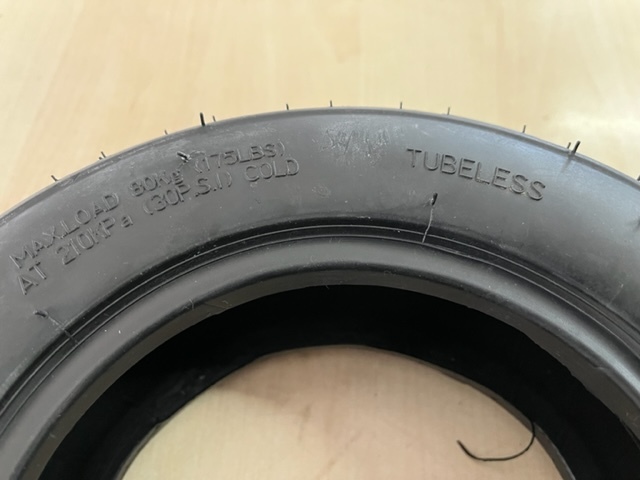 MAX.LOAD 80Kg (175LBS)
AT 210KPa (30P.S.I) COLD
TUBELESS